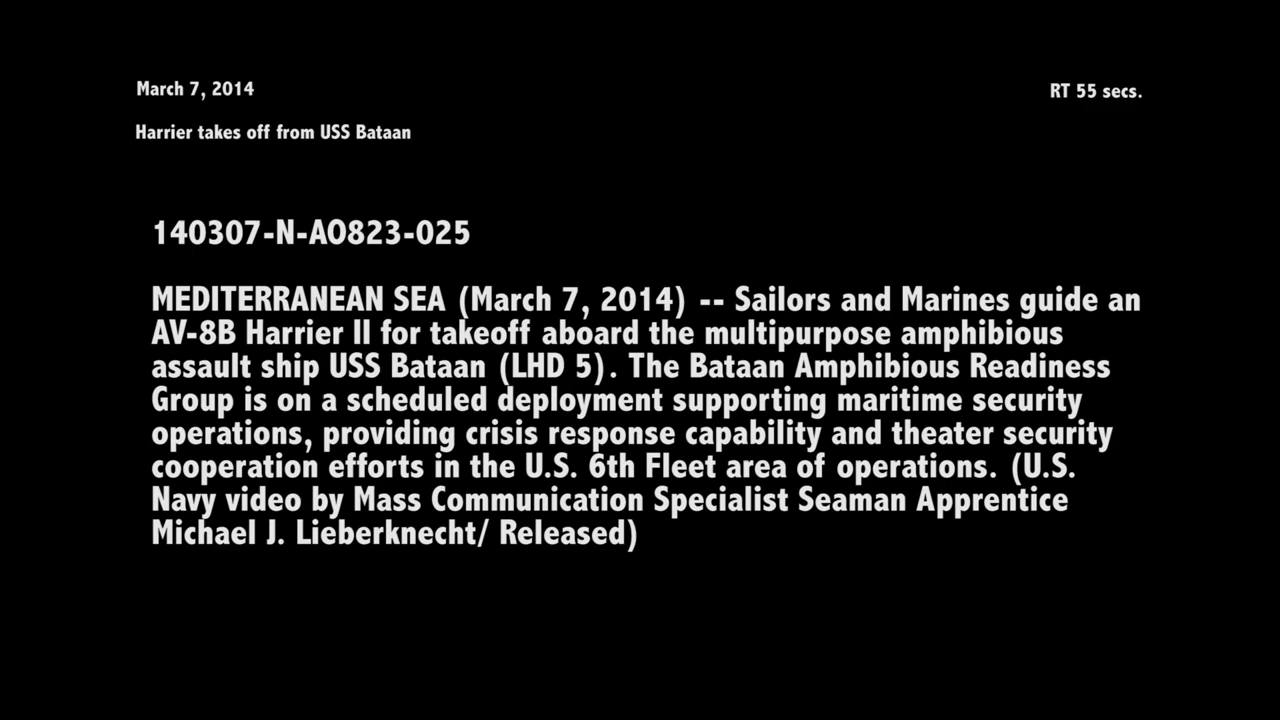 March 7, 2014
RT 55 secs.
Harrier takes off from USS Bataan
140307-N-AO823-025
MEDITERRANEAN SEA (March 7, 2014) -- Sailors and Marines guide an
AV-8B Harrier II for takeoff aboard the multipurpose amphibious
assault ship USS Bataan (LHD 5). The Bataan Amphibious Readiness
Group is on a scheduled deployment supporting maritime security
operations, providing crisis response capability and theater security
cooperation efforts in the U.S. 6th Fleet area of operations. (U.S.
Navy video by Mass Communication Specialist Seaman Apprentice
Michael J. Lieberknecht/ Released)